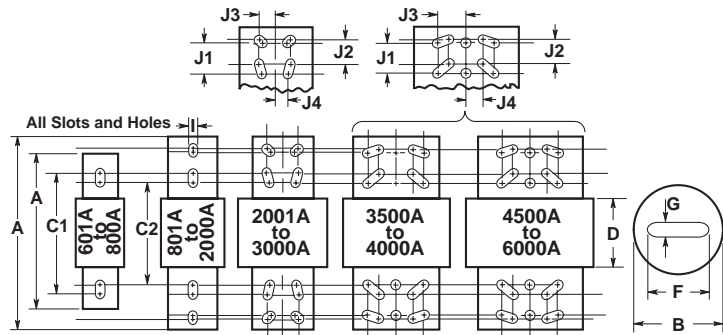 J3
J3
J1
J2
J1
J2
J4
J4
All Slots and Holes
I
A
A
C1
601A
to
800A
801A
to
2000A
C2
2001A
to
3000A
3500A
to
4000A
4500A
to
6000A
D
G
F
B